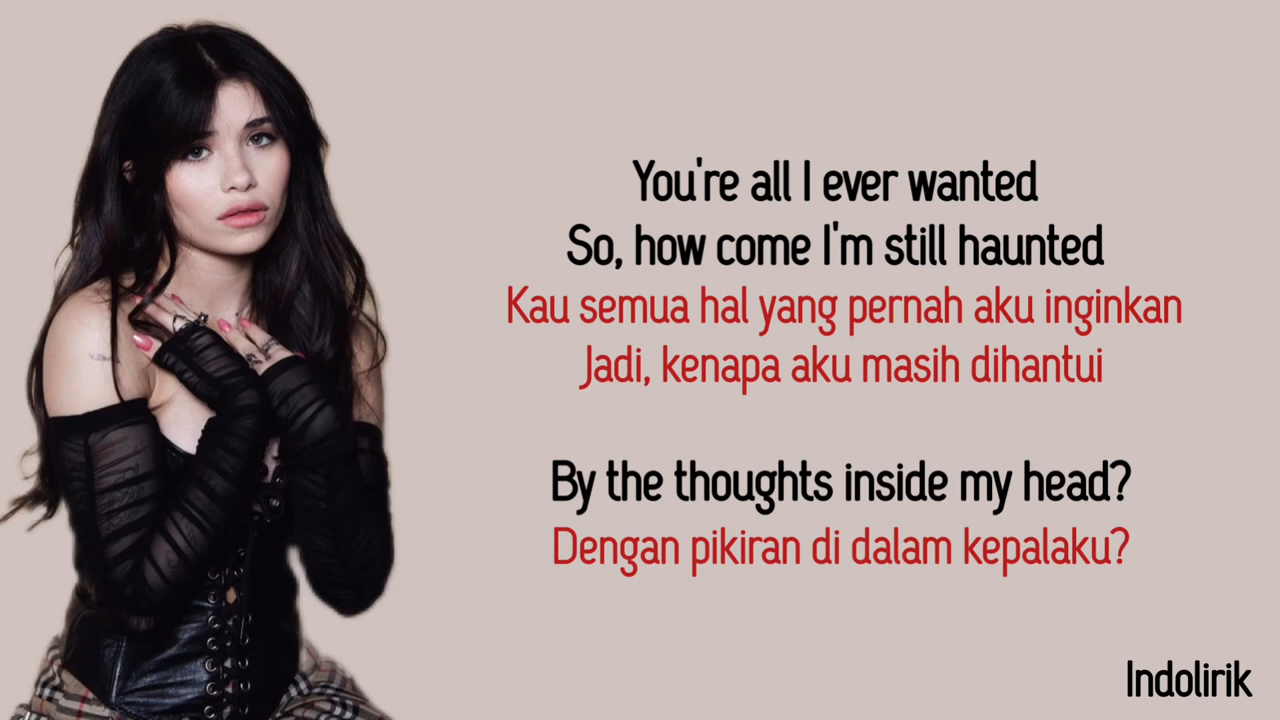 You're all I ever wanted
So, how come I'm still haunted
Kau semua hal yang pernah aku inginkan
Jadi, kenapa aku masih dihantui
By the thoughts inside my head?
Dengan pikiran di dalam kepalaku?
Indolirik